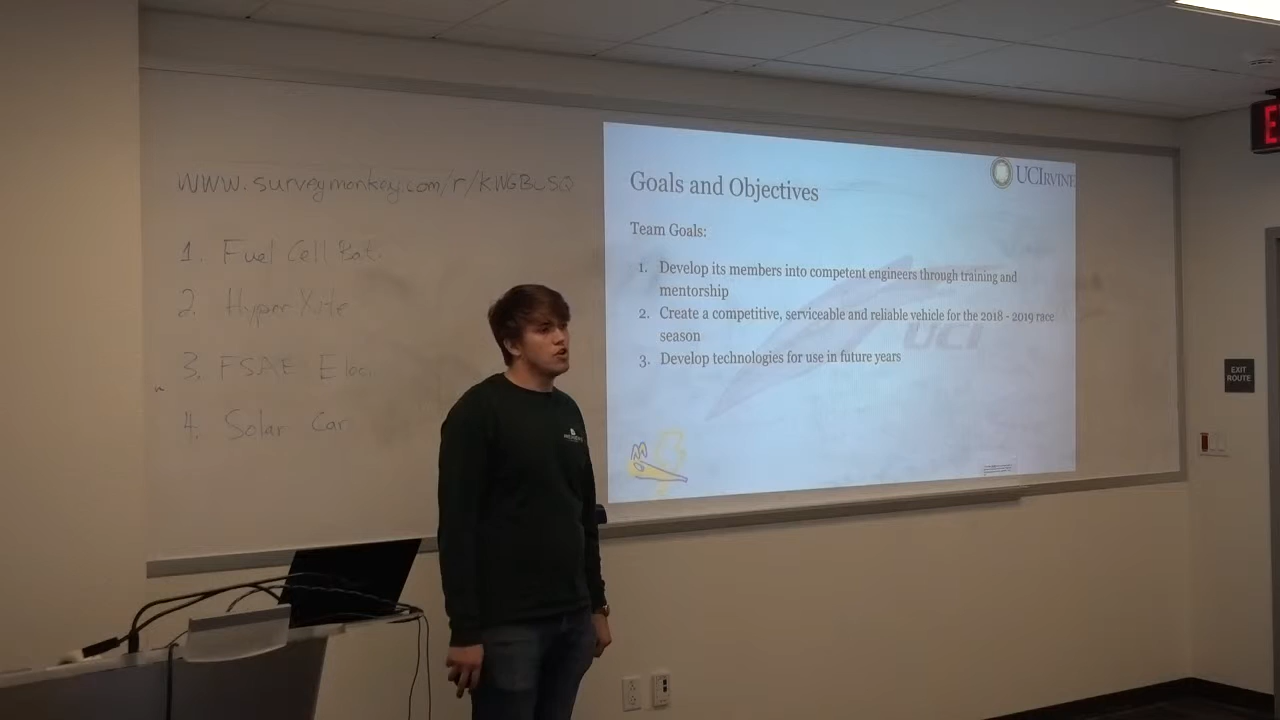 www.surveymonkey.com/r/KWGBLSQ
1. Fuel Cell Bat.
2. HyperXite
3. FSAE Elec.
4. Solar Car
UCIRVINE
Goals and Objectives
Team Goals:
1. Develop its members into competent engineers through training and
mentorship
2. Create a competitive, serviceable and reliable vehicle for the 2018 - 2019 race
season
3. Develop technologies for use in future years
UCI
EXIT
ROUTE